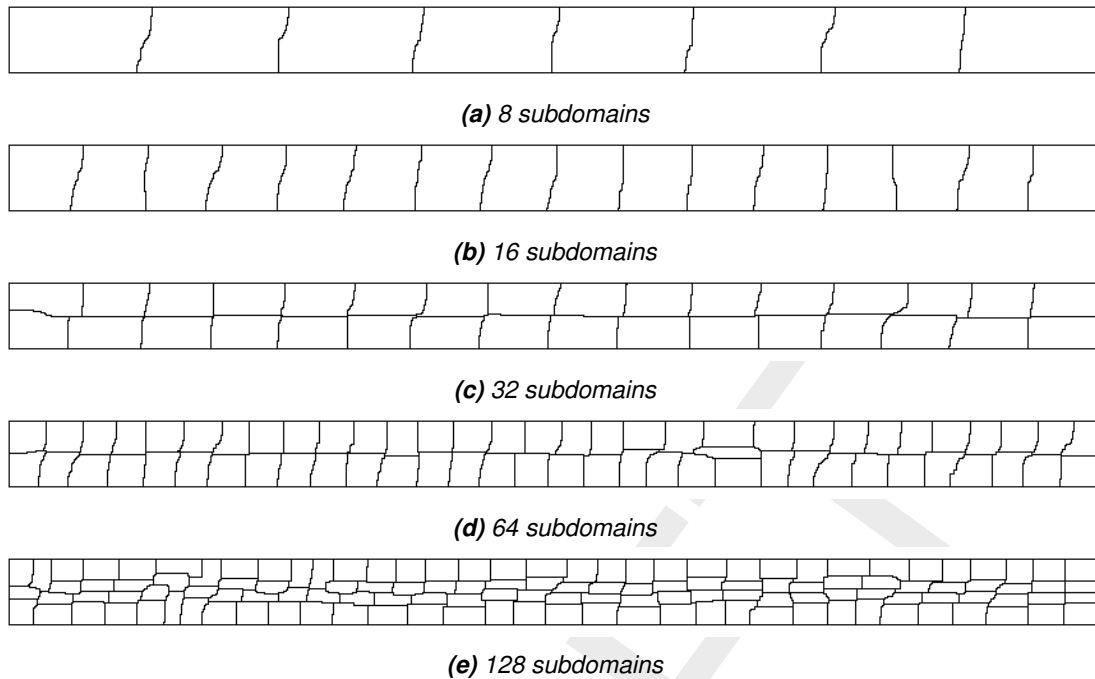 (a) 8 subdomains
(b) 16 subdomains
(c) 32 subdomains
(d) 64 subdomains
(e) 128 subdomains